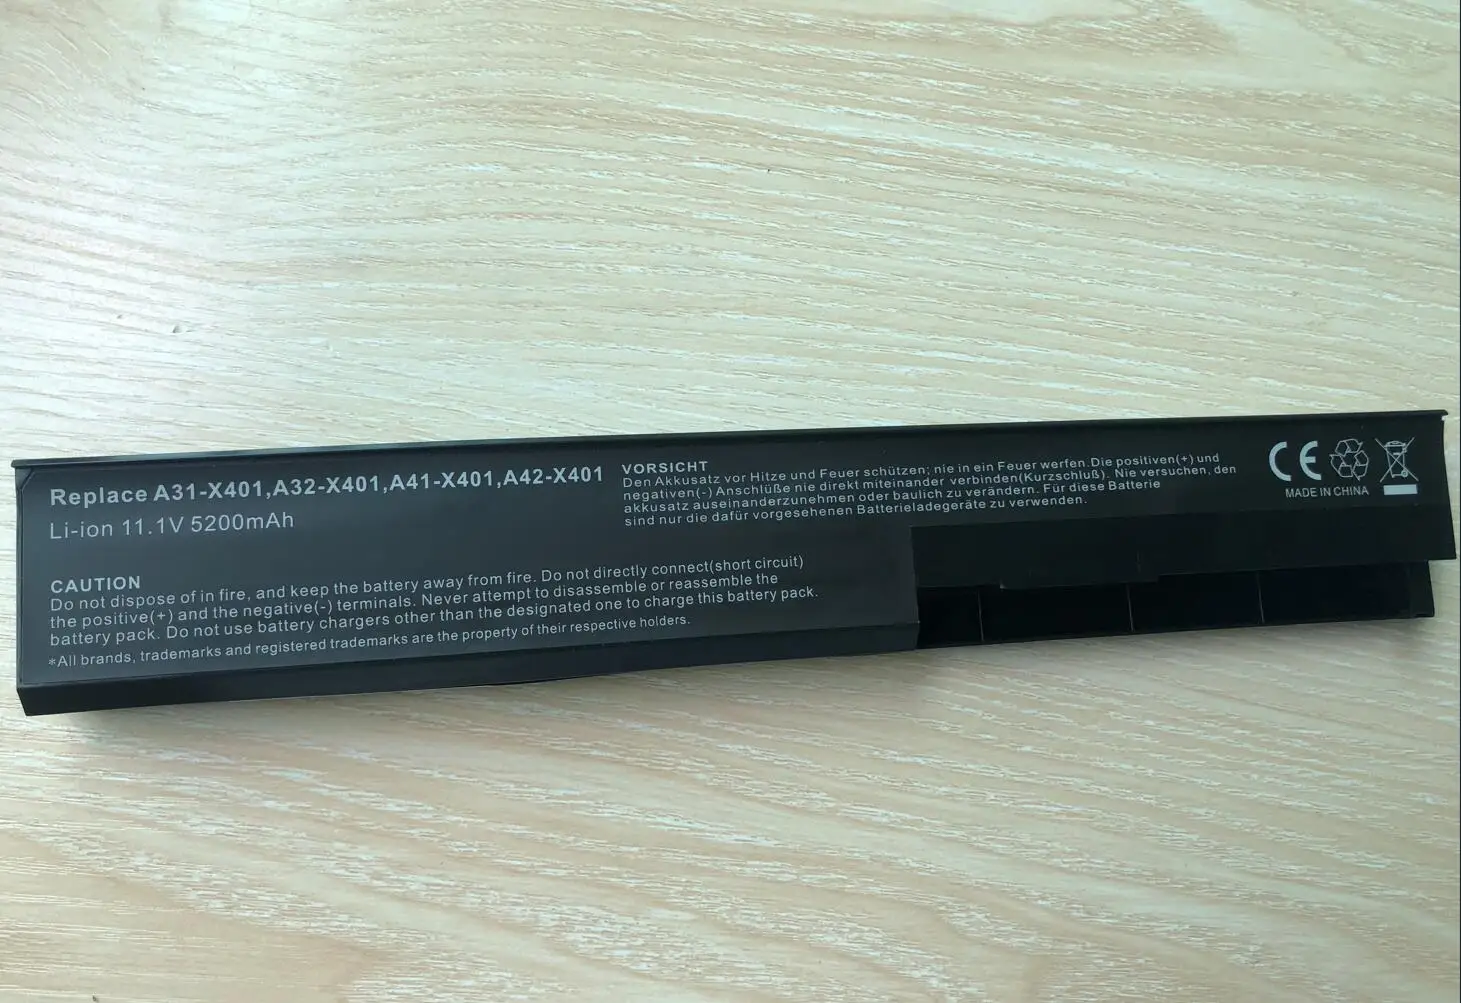 Replace A31-X401,A32-X401,A41-X401,A42-X401
Li-ion 11.1V 5200mAh
CAUTION
Do not dispose of in fire, and keep the battery away from fire. Do not directly connect(short circuit)
the positive(+) and the negative(-) terminals. Never attempt to disassemble or reassemble the
battery pack. Do not use battery chargers other than the designated one to charge this battery pack.
*All brands, trademarks and registered trademarks are the property of their respective holders.
VORSICHT
Den Akkusatz vor Hitze und Feuer schützen; nie in ein Feuer werfen.Die positiven(+) und
negativen(-) Anschlüße nie direkt miteinander verbinden(Kurzschluß). Nie versuchen, den
akkusatz auseinanderzunehmen oder baulich zu verändern. Für diese Batterie
sind nur die dafür vorgesehenen Batterieladegeräte zu verwenden.
CE
MADE IN CHINA